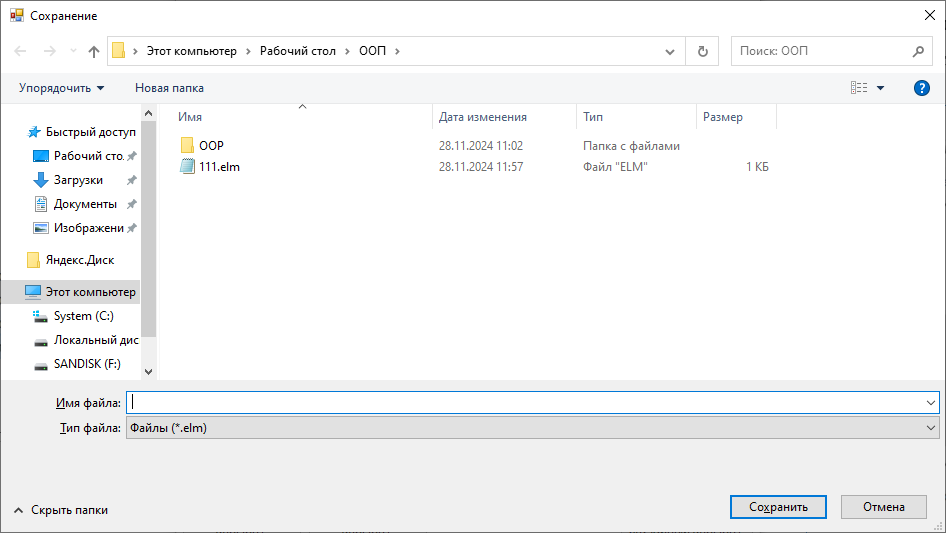 Сохранение
Этот компьютер
Рабочий стол
ООП
Поиск: ООП
Упорядочить
Новая папка
?
Имя
Дата изменения
Тип
Размер
Быстрый доступ
Рабочий сто.
Загрузки
Документы
Изображени
Яндекс.Диск
Этот компьютер
System (C:)
Локальный дис
SANDISK (F:)
OOP 28.11.2024 11:02 Папка с файлами
111.elm 28.11.2024 11:57 Файл "ELM" 1 КБ
Имя файла:
Тип файла: Файлы (*.elm)
Скрыть папки
Сохранить
Отмена